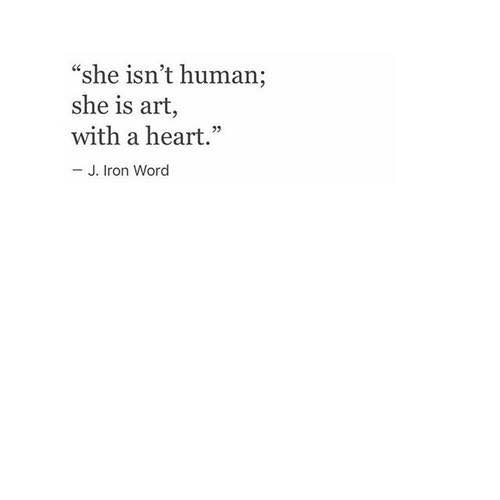 “she isn’t human;
she is art,
with a heart.”
— J. Iron Word